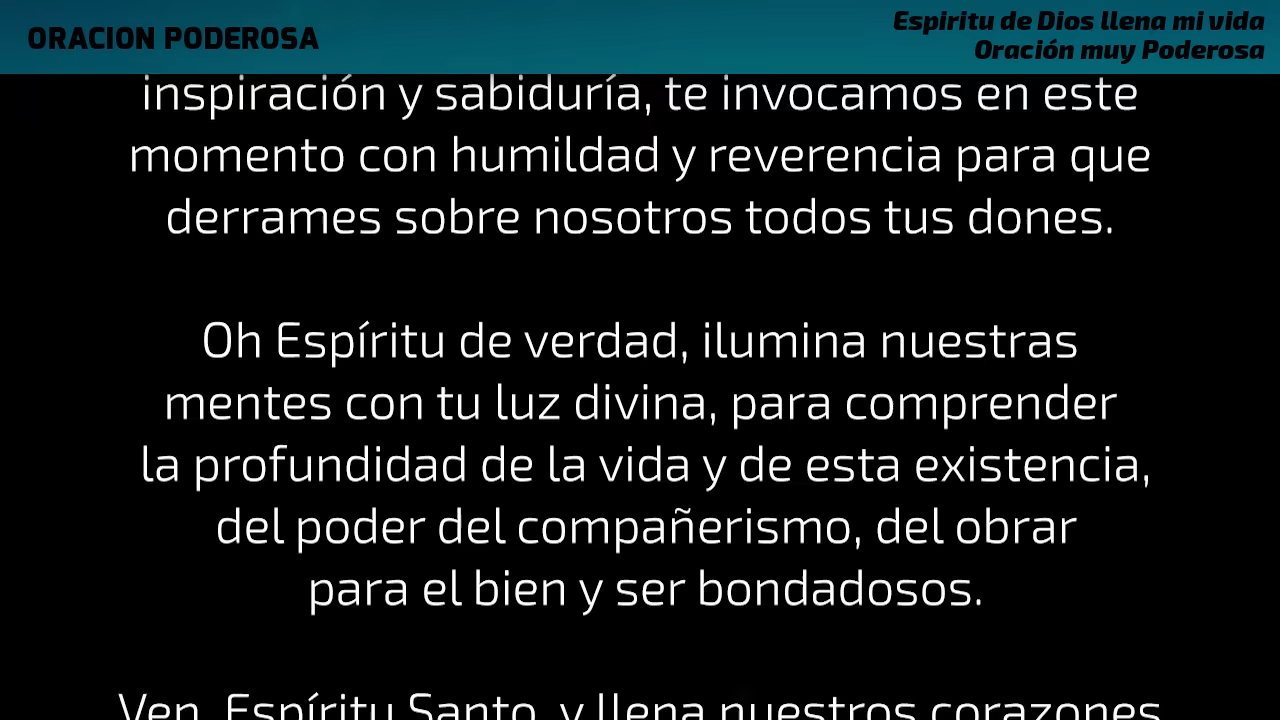 ORACION PODEROSA
Espiritu de Dios llena mi vida
Oración muy Poderosa
inspiración y sabiduría, te invocamos en este
momento con humildad y reverencia para que
derrames sobre nosotros todos tus dones.
Oh Espíritu de verdad, ilumina nuestras
mentes con tu luz divina, para comprender
la profundidad de la vida y de esta existencia,
del poder del compañerismo, del obrar
para el bien y ser bondadosos.
Ven, Espíritu Santo, y llena nuestros corazones